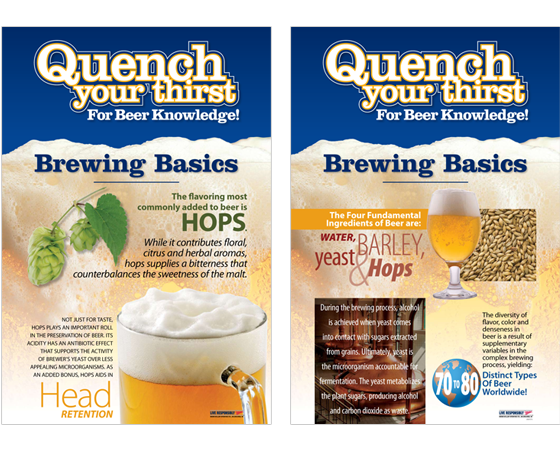 Quench
your thirst
For Beer Knowledge!
Brewing Basics
The flavoring most
commonly added to beer is
HOPS
While it contributes floral,
citrus and herbal aromas,
hops supplies a bitterness that
counterbalances the sweetness of the malt.
NOT JUST FOR TASTE,
HOPS PLAYS AN IMPORTANT ROLL
IN THE PRESERVATION OF BEER. ITS
ACIDITY HAS AN ANTIBIOTIC EFFECT
THAT SUPPORTS THE ACTIVITY
OF BREWER'S YEAST OVER LESS
APPEALING MICROORGANISMS. AS
AN ADDED BONUS, HOPS AIDS IN
Head
RETENTION
LIVE RESPONSIBLY
Quench
your thirst
For Beer Knowledge!
Brewing Basics
The Four Fundamental
Ingredients of Beer are:
WATER,
yeast BARLEY,
& Hops
During the brewing process, alcohol
is achieved when yeast comes
into contact with sugars extracted
from grains. Ultimately, yeast is
the microorganism accountable for
fermentation. The yeast metabolizes
the plant sugars, producing alcohol
and carbon dioxide as waste.
The diversity of
flavor, color and
denseness in
beer is a result of
supplementary
variables in the
complex brewing
process, yielding:
70 TO 80
Distinct Types
Of Beer
Worldwide!
LIVE RESPONSIBLY